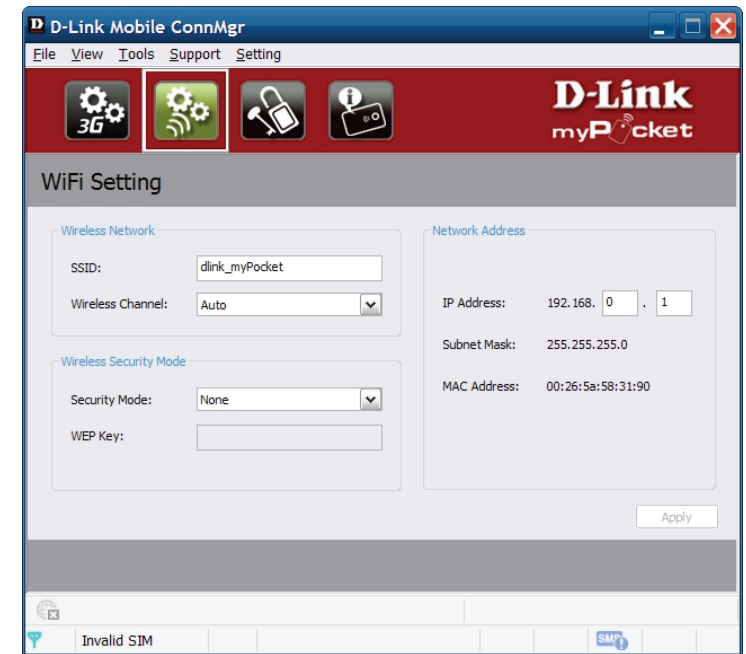 D D-Link Mobile ConnMgr
File View Tools Support Setting
3G
i
D-Link
myPocket
WiFi Setting
Wireless Network
SSID: dlink_myPocket
Wireless Channel: Auto
Wireless Security Mode
Security Mode: None
WEP Key:
Network Address
IP Address: 192.168. 0 . 1
Subnet Mask: 255.255.255.0
MAC Address: 00:26:5a:58:31:90
Apply
Invalid SIM
SMS